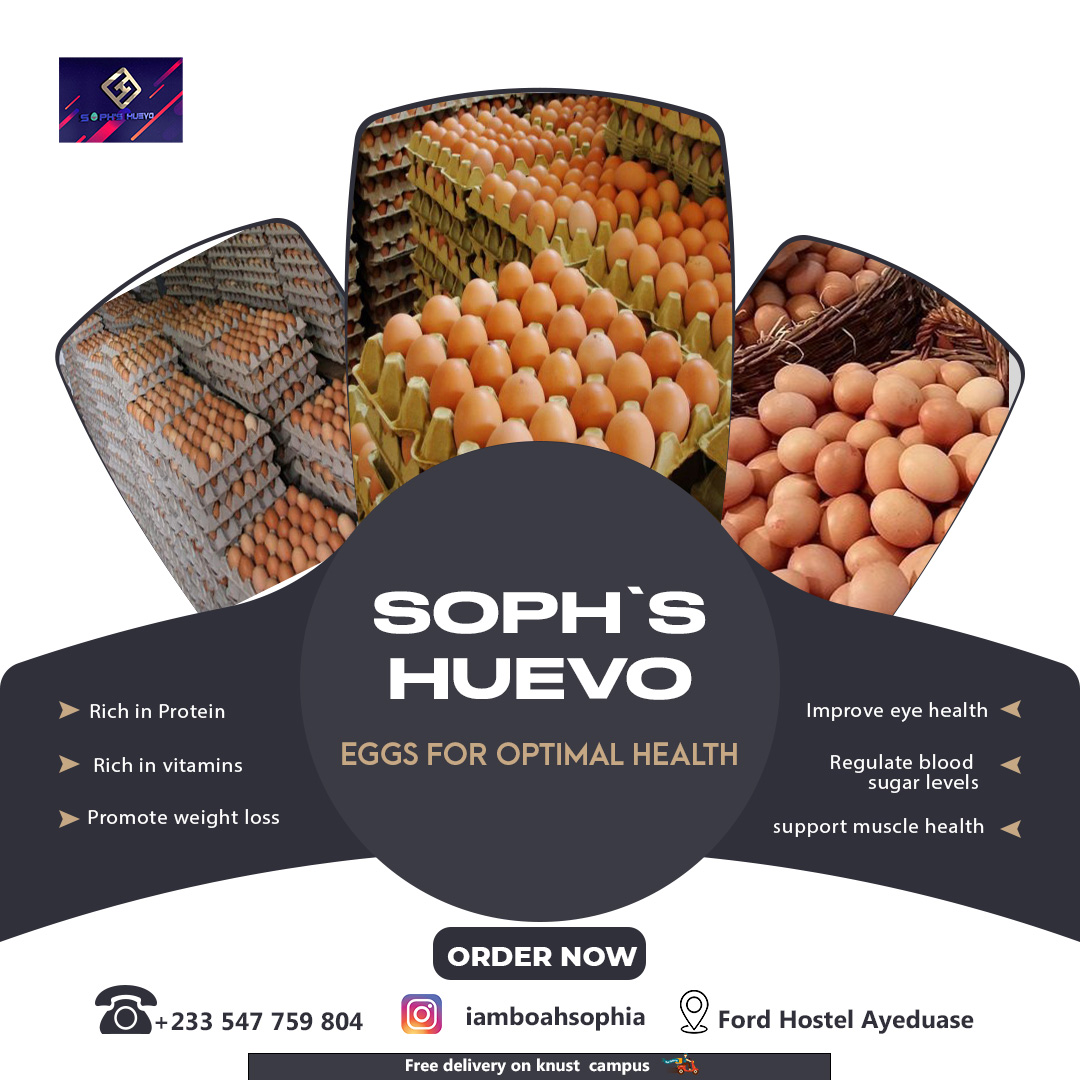 SOPH'S HUEVO
SOPH`S
HUEVO
EGGS FOR OPTIMAL HEALTH
Rich in Protein
Rich in vitamins
Promote weight loss
Improve eye health
Regulate blood
sugar levels
support muscle health
ORDER NOW
+233 547 759 804
iamboahsophia
Ford Hostel Ayeduase
Free delivery on knust campus